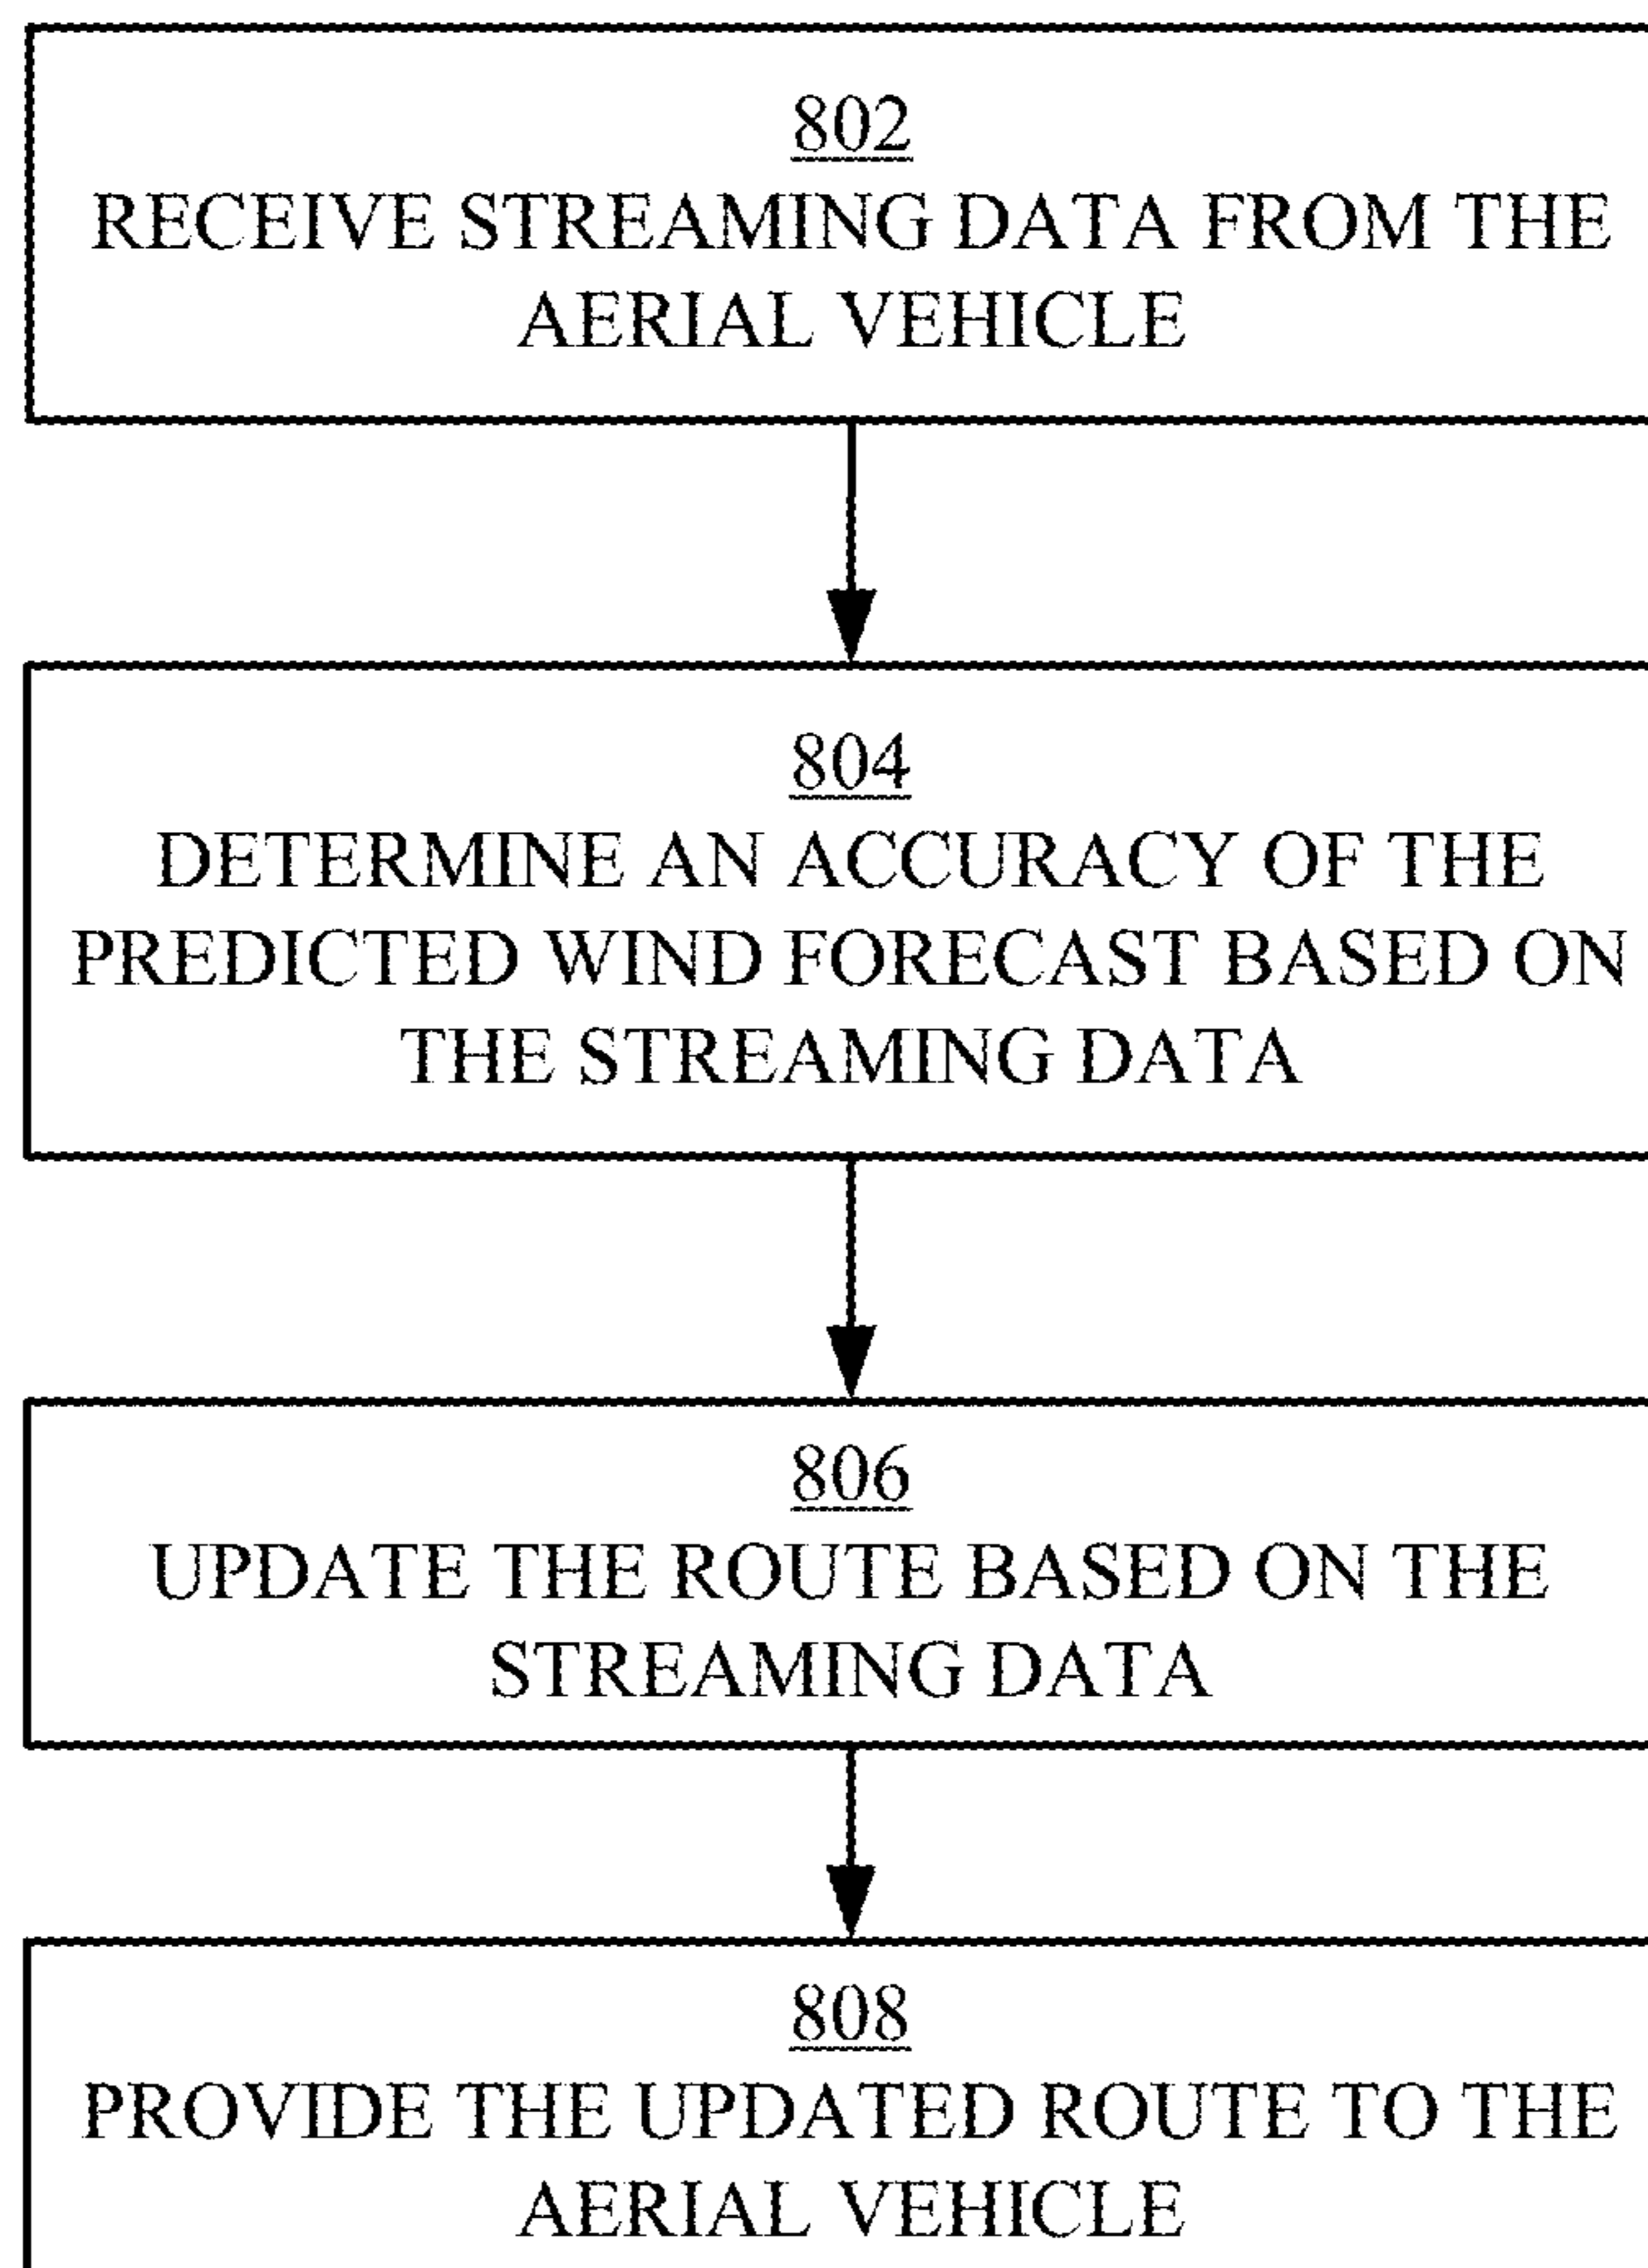 802
RECEIVE STREAMING DATA FROM THE
AERIAL VEHICLE
804
DETERMINE AN ACCURACY OF THE
PREDICTED WIND FORECAST BASED ON
THE STREAMING DATA
806
UPDATE THE ROUTE BASED ON THE
STREAMING DATA
808
PROVIDE THE UPDATED ROUTE TO THE
AERIAL VEHICLE